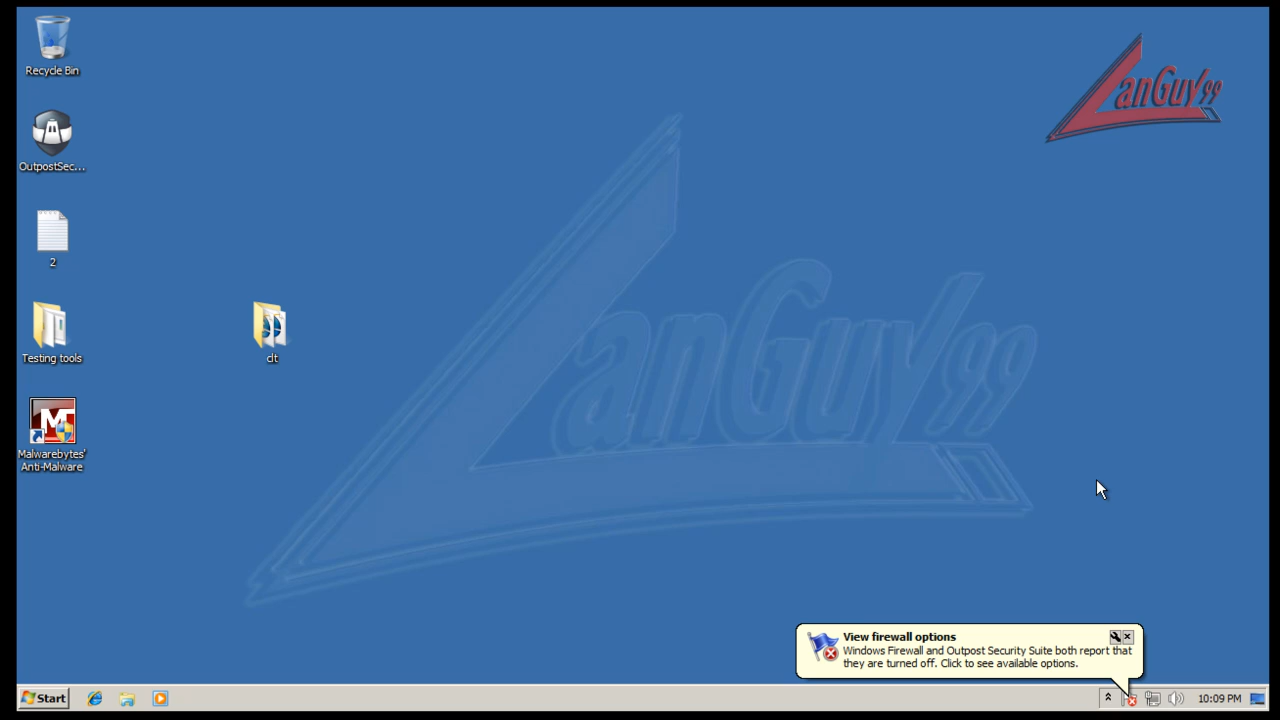 Recycle Bin
LanGuy99
OutpostSec...
2
LanGuy99
Testing tools
clt
Malwarebytes'
Anti-Malware
View firewall options
Windows Firewall and Outpost Security Suite both report that
they are turned off. Click to see available options.
Start
10:09 PM